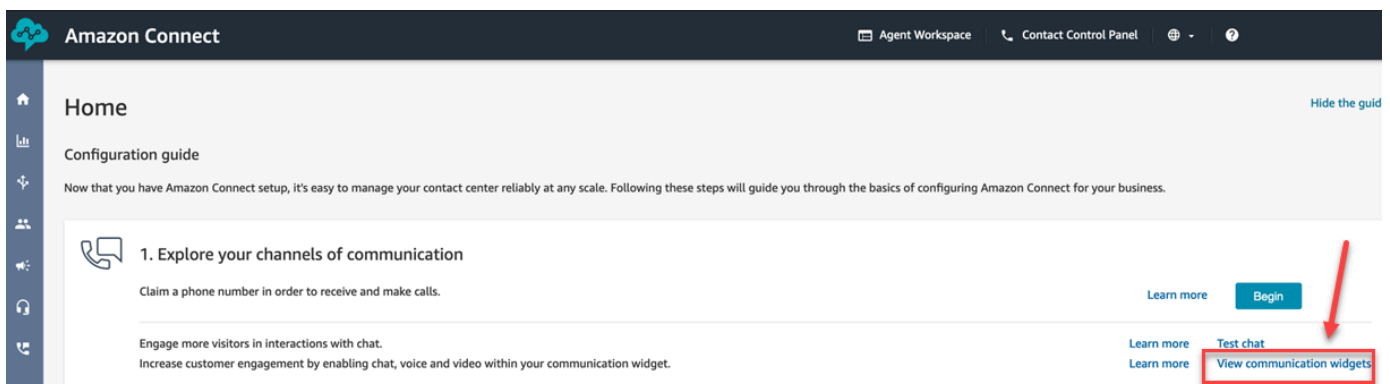 Amazon Connect
Agent Workspace
Contact Control Panel
Home
Hide the guid
Configuration guide
Now that you have Amazon Connect setup, it's easy to manage your contact center reliably at any scale. Following these steps will guide you through the basics of configuring Amazon Connect for your business.
1. Explore your channels of communication
Claim a phone number in order to receive and make calls.
Learn more
Begin
Engage more visitors in interactions with chat.
Learn more
Test chat
Increase customer engagement by enabling chat, voice and video within your communication widget.
Learn more
View communication widgets